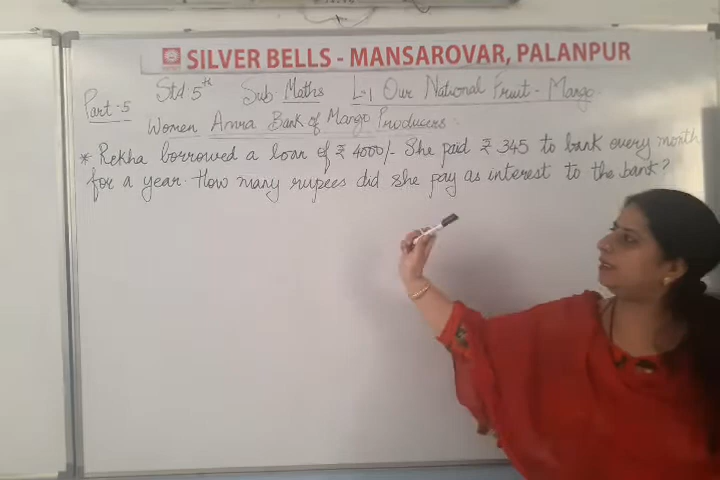 SILVER BELLS - MANSAROVAR, PALANPUR
Part-5 Std 5th Sub Maths L-1 Our National Fruit - Mango
Women Amra Bank of Mango Producers.
* Rekha borrowed a loan of ₹ 4000/- She paid ₹ 345 to bank every month
for a year. How many rupees did she pay as interest to the bank?